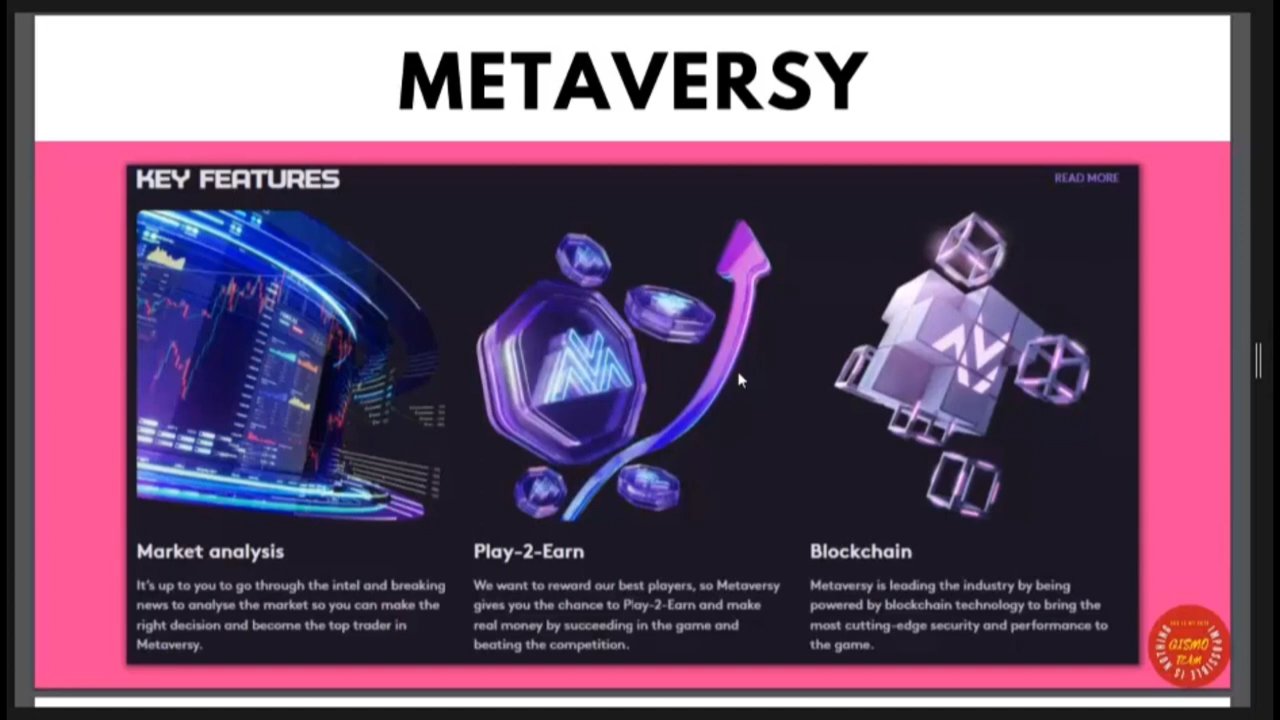 METAVERSY
KEY FEATURES
READ MORE
Market analysis
It's up to you to go through the intel and breaking
news to analyse the market so you can make the
right decision and become the top trader in
Metaversy.
Play-2-Earn
We want to reward our best players, so Metaversy
gives you the chance to Play-2-Earn and make
real money by succeeding in the game and
beating the competition.
Blockchain
Metaversy is leading the industry by being
powered by blockchain technology to bring the
most cutting-edge security and performance to
the game.
GISMO
TEAM
NOTHING IS IMPOSSIBLE